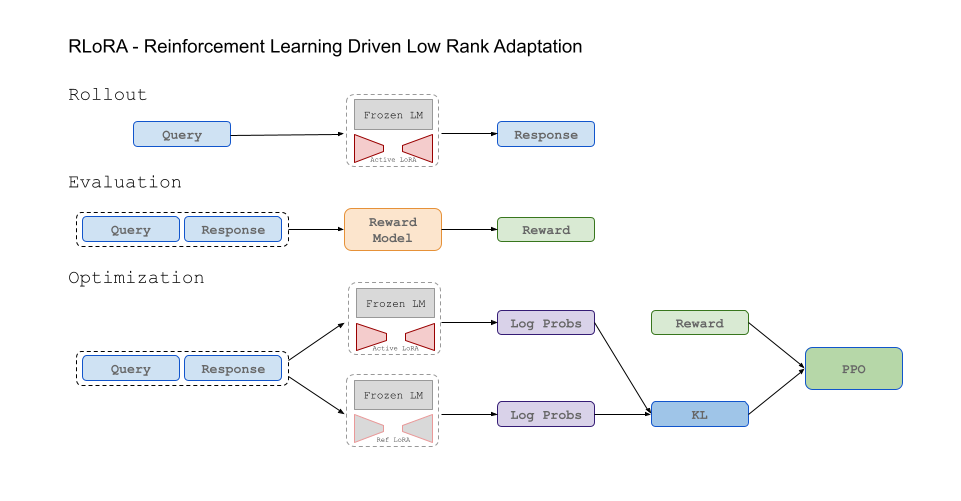 RLoRA - Reinforcement Learning Driven Low Rank Adaptation
Rollout
Query
Frozen LM
Active LoRA
Response
Evaluation
Query
Response
Reward
Model
Reward
Optimization
Frozen LM
Active LoRA
Log Probs
Reward
Query
Response
PPO
Frozen LM
Ref LoRA
Log Probs
KL